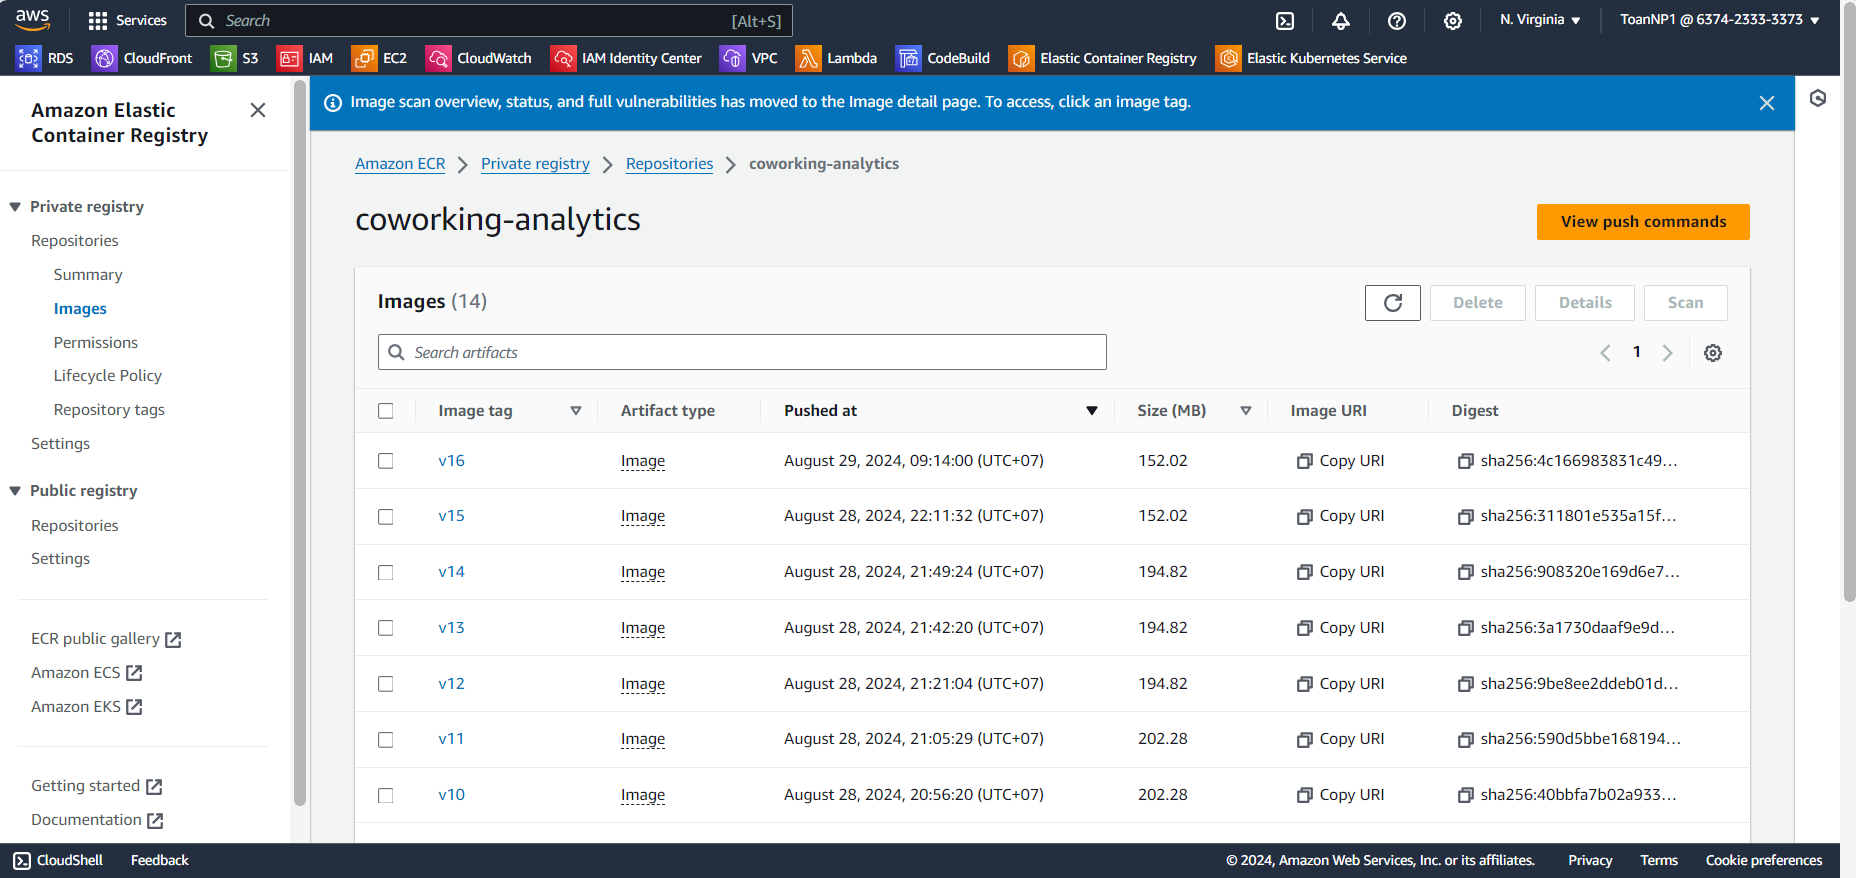 aws
Services
Search
[Alt+S]
N. Virginia
ToanNP1 @ 6374-2333-3373
RDS
CloudFront
S3
IAM
EC2
CloudWatch
IAM Identity Center
VPC
Lambda
CodeBuild
Elastic Container Registry
Elastic Kubernetes Service
Amazon Elastic
Container Registry
Private registry
Repositories
Summary
Images
Permissions
Lifecycle Policy
Repository tags
Settings
Public registry
Repositories
Settings
ECR public gallery
Amazon ECS
Amazon EKS
Getting started
Documentation
Image scan overview, status, and full vulnerabilities has moved to the Image detail page. To access, click an image tag.
Amazon ECR
Private registry
Repositories
coworking-analytics
coworking-analytics
View push commands
Images (14)
Delete
Details
Scan
Search artifacts
1
Image tag
Artifact type
Pushed at
Size (MB)
Image URI
Digest
v16 Image August 29, 2024, 09:14:00 (UTC+07) 152.02 Copy URI sha256:4c166983831c49...
v15 Image August 28, 2024, 22:11:32 (UTC+07) 152.02 Copy URI sha256:311801e535a15f...
v14 Image August 28, 2024, 21:49:24 (UTC+07) 194.82 Copy URI sha256:908320e169d6e7...
v13 Image August 28, 2024, 21:42:20 (UTC+07) 194.82 Copy URI sha256:3a1730daaf9e9d...
v12 Image August 28, 2024, 21:21:04 (UTC+07) 194.82 Copy URI sha256:9be8ee2ddeb01d...
v11 Image August 28, 2024, 21:05:29 (UTC+07) 202.28 Copy URI sha256:590d5bbe168194...
v10 Image August 28, 2024, 20:56:20 (UTC+07) 202.28 Copy URI sha256:40bbfa7b02a933...
CloudShell
Feedback
© 2024, Amazon Web Services, Inc. or its affiliates.
Privacy
Terms
Cookie preferences